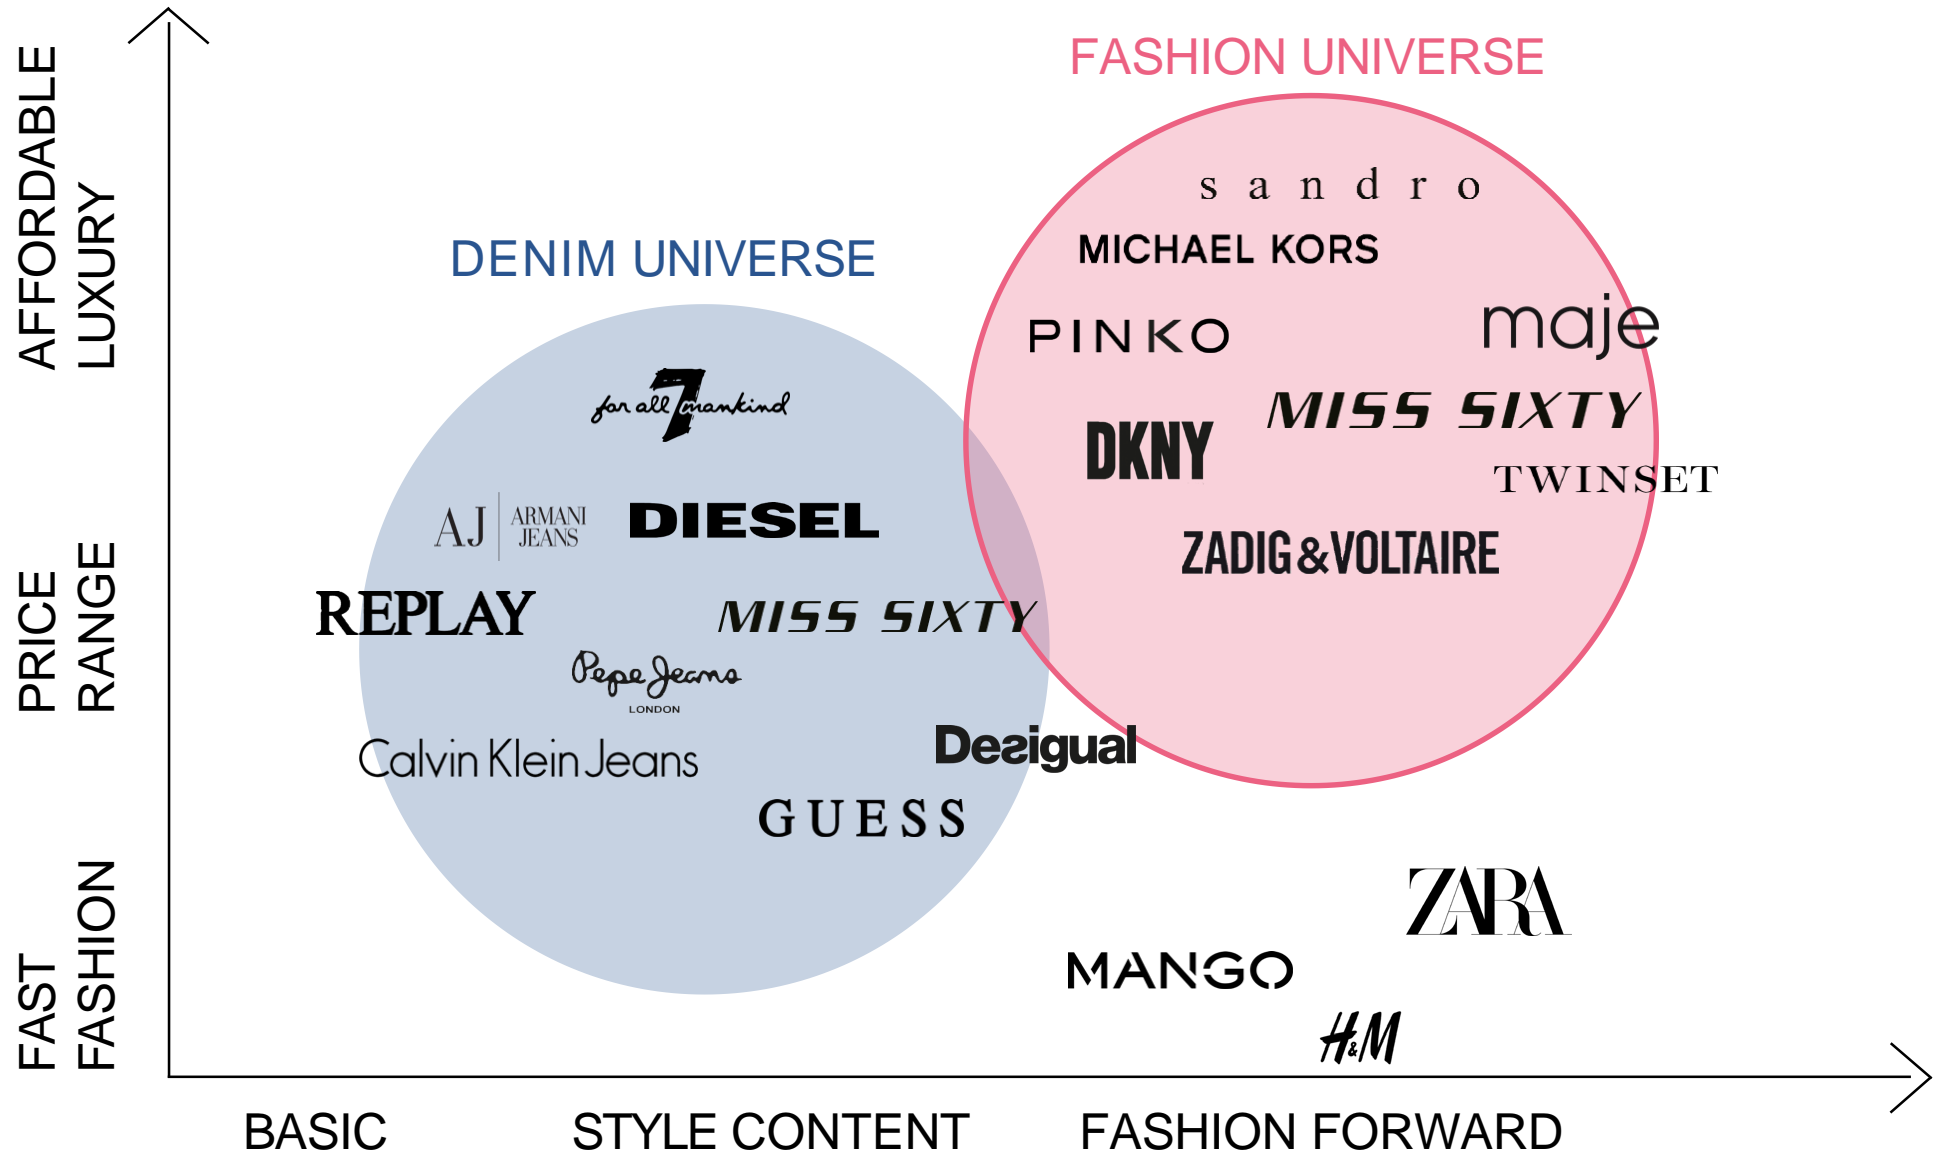 FASHION UNIVERSE
sandro
MICHAEL KORS
DENIM UNIVERSE
PINKO
maje
for all 7 mankind
MISS SIXTY
DKNY
TWINSET
AJ | ARMANI
JEANS
DIESEL
ZADIG&VOLTAIRE
REPLAY
MISS SIXTY
Pepe Jeans
LONDON
Calvin Klein Jeans
Desigual
GUESS
ZARA
MANGO
H&M
AFFORDABLE
LUXURY
PRICE
RANGE
FAST
FASHION
BASIC
STYLE CONTENT
FASHION FORWARD